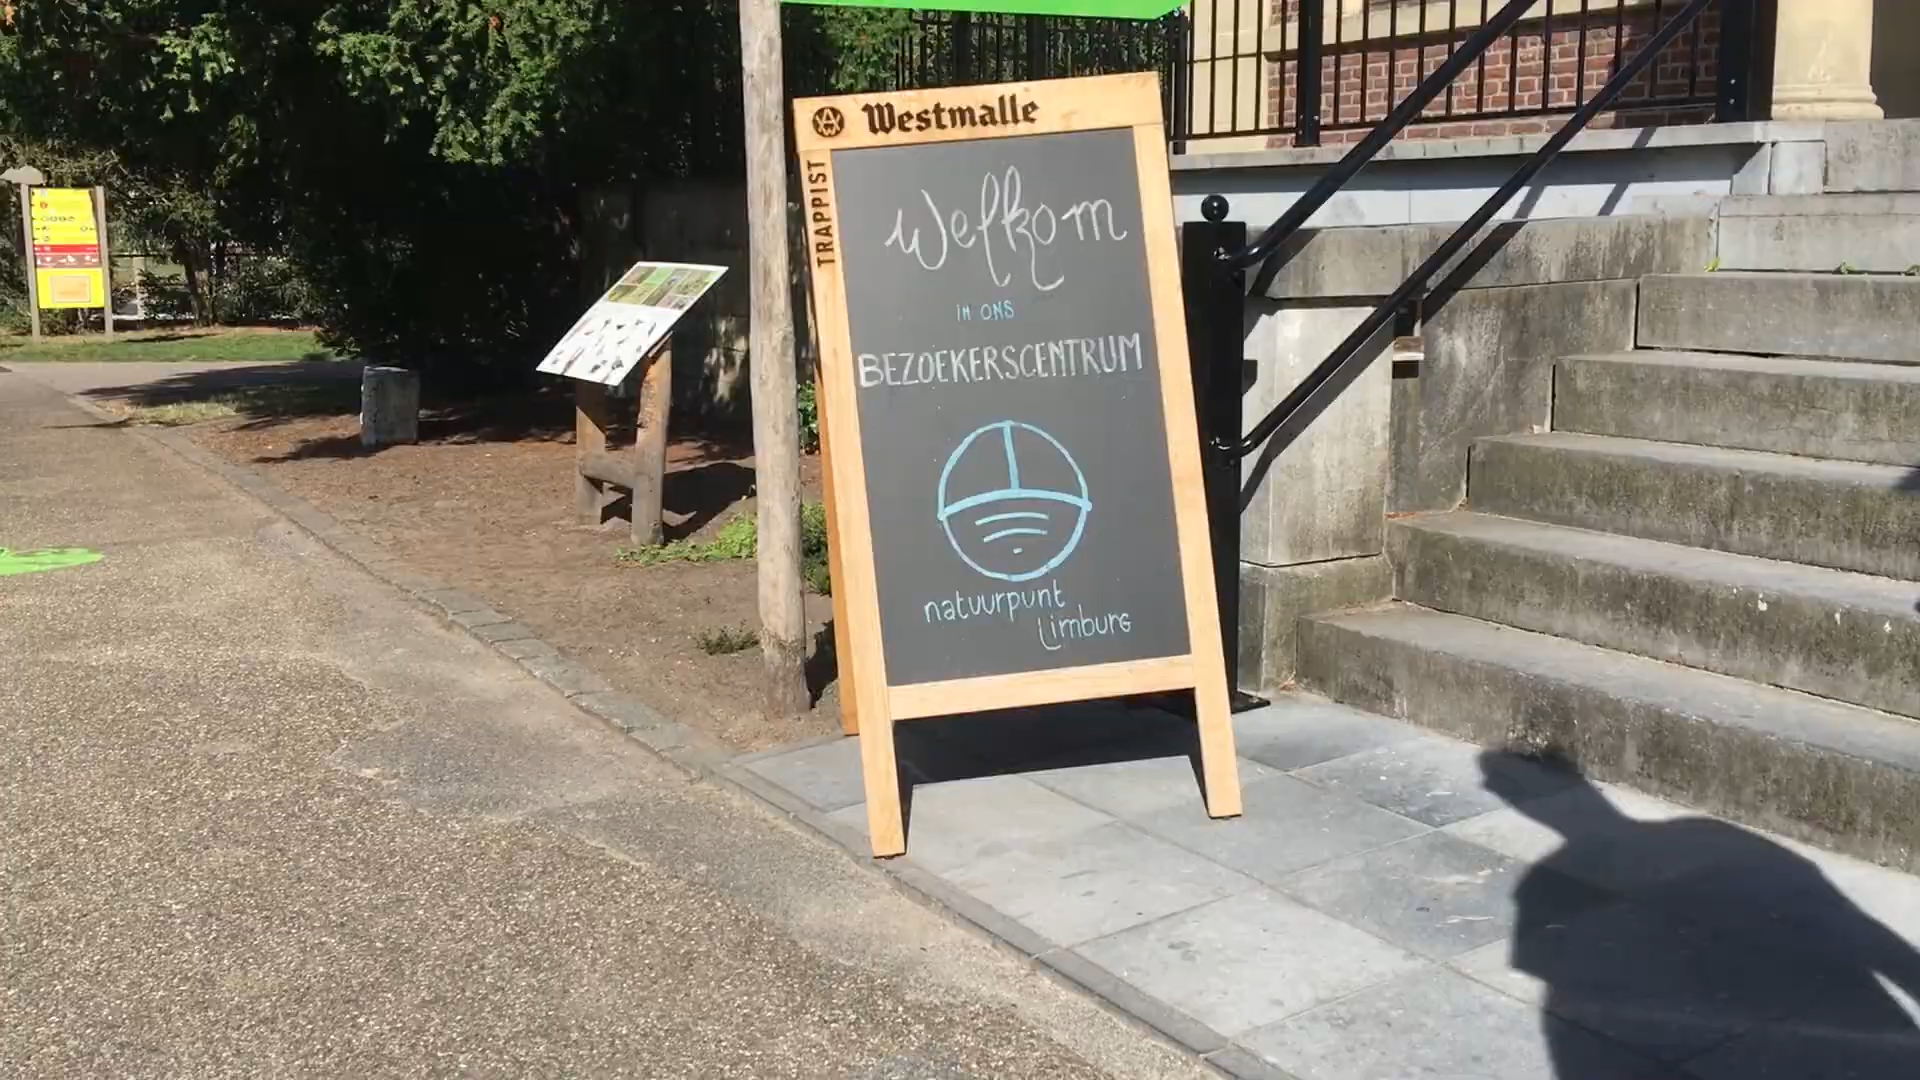 Westmalle
TRAPPIST
Welkom
IN ONS
BEZOEKERSCENTRUM
natuurpunt
Limburg